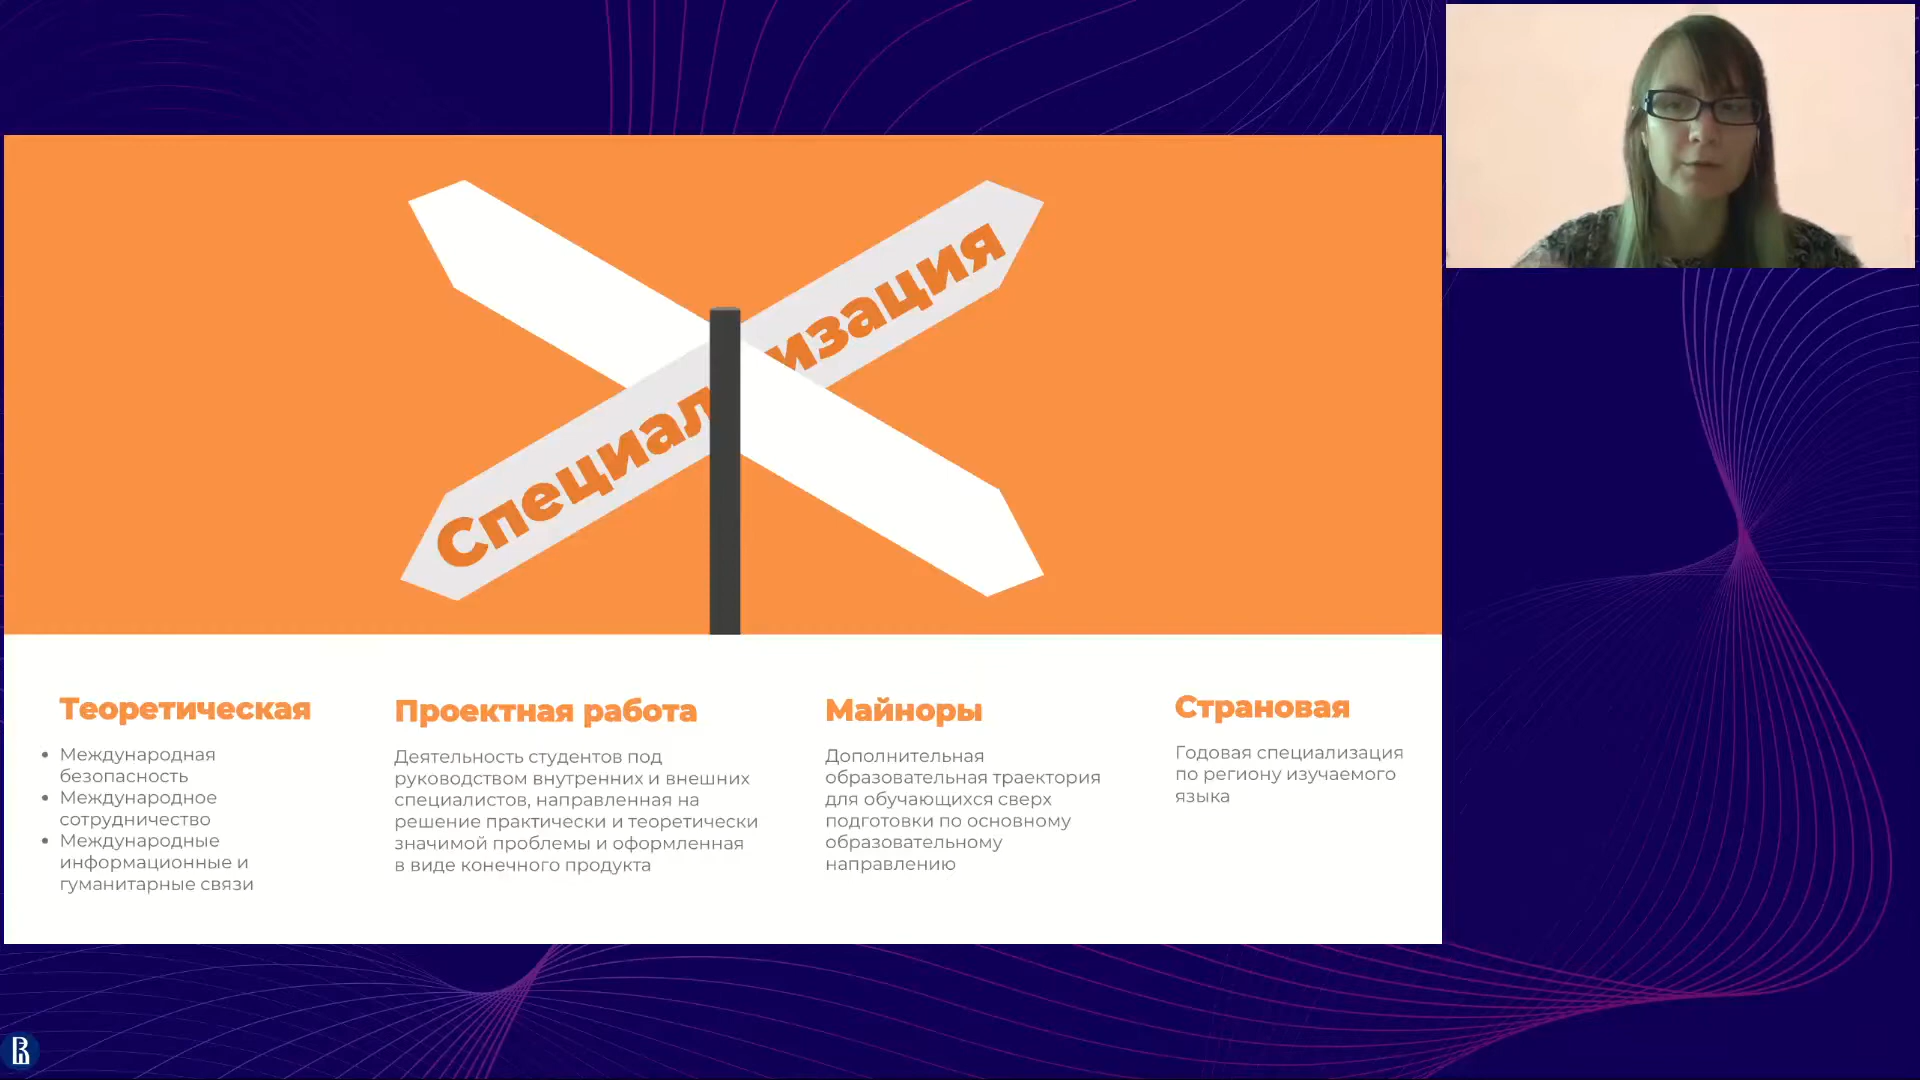 Специализация
Теоретическая
• Международная
безопасность
• Международное
сотрудничество
• Международные
информационные и
гуманитарные связи
Проектная работа
Деятельность студентов под
руководством внутренних и внешних
специалистов, направленная на
решение практически и теоретически
значимой проблемы и оформленная
в виде конечного продукта
Майноры
Дополнительная
образовательная траектория
для обучающихся сверх
подготовки по основному
образовательному
направлению
Страновая
Годовая специализация
по региону изучаемого
языка